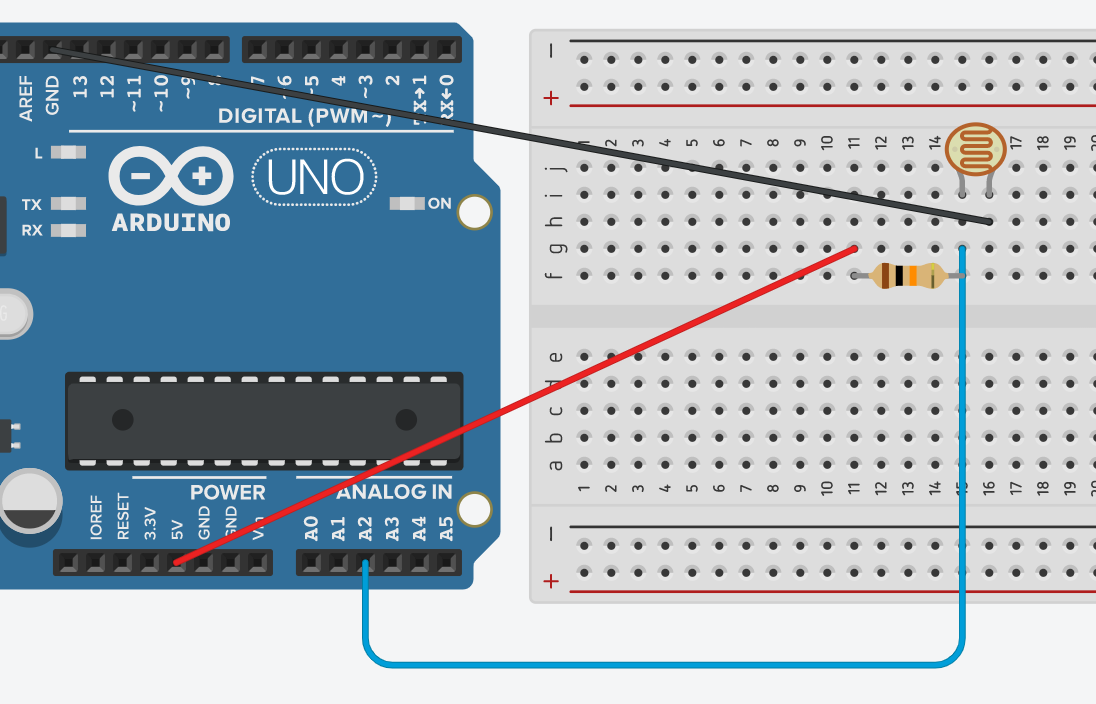 AREF
GND
13
12
~11
~10
~9
8
7
~6
~5
4
~3
2
TX→1
RX←0
DIGITAL (PWM ~)
L
TX
RX
UNO
ARDUINO
ON
POWER
ANALOG IN
IOREF
RESET
3.3V
5V
GND
GND
Vin
A0
A1
A2
A3
A4
A5
− +
1 2 3 4 5 6 7 8 9 10 11 12 13 14 17 18 19 20
j
i
h
g
f
e
d
c
b
a
1 2 3 4 5 6 7 8 9 10 11 12 13 14 15 16 17 18 19 20
− +